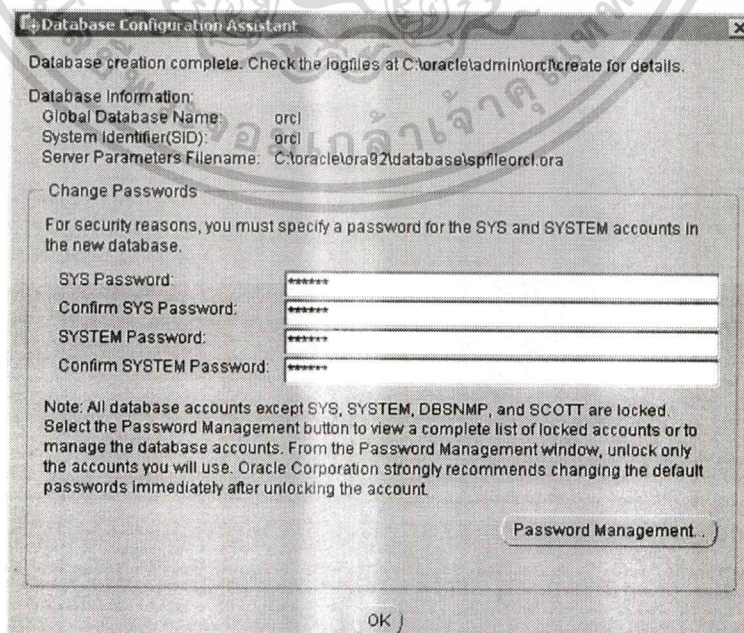 Database Configuration Assistant
Database creation complete. Check the logfiles at C:\oracle\admin\orcl\create for details.
Database Information:
Global Database Name: orcl
System Identifier(SID): orcl
Server Parameters Filename: C:\oracle\ora92\database\spfileorcl.ora
Change Passwords
For security reasons, you must specify a password for the SYS and SYSTEM accounts in
the new database.
SYS Password: ******
Confirm SYS Password: ******
SYSTEM Password: ******
Confirm SYSTEM Password: ******
Note: All database accounts except SYS, SYSTEM, DBSNMP, and SCOTT are locked.
Select the Password Management button to view a complete list of locked accounts or to
manage the database accounts. From the Password Management window, unlock only
the accounts you will use. Oracle Corporation strongly recommends changing the default
passwords immediately after unlocking the account.
Password Management...
OK